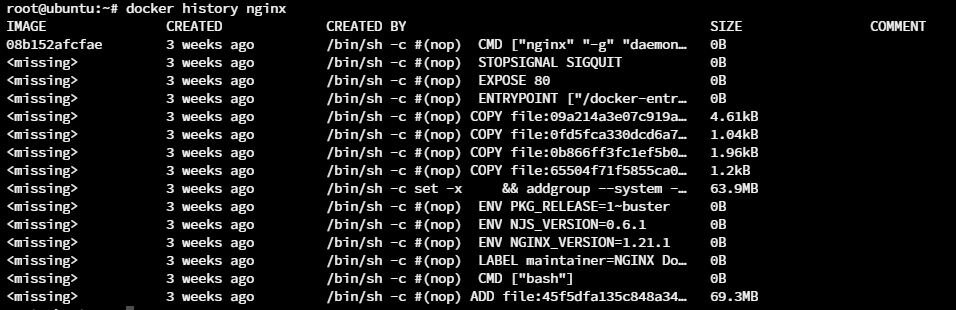 root@ubuntu:~# docker history nginx
IMAGE CREATED CREATED BY SIZE COMMENT
08b152afcfae 3 weeks ago /bin/sh -c #(nop) CMD ["nginx" "-g" "daemon… 0B
<missing> 3 weeks ago /bin/sh -c #(nop) STOPSIGNAL SIGQUIT 0B
<missing> 3 weeks ago /bin/sh -c #(nop) EXPOSE 80 0B
<missing> 3 weeks ago /bin/sh -c #(nop) ENTRYPOINT ["/docker-entr… 0B
<missing> 3 weeks ago /bin/sh -c #(nop) COPY file:09a214a3e07c919a… 4.61kB
<missing> 3 weeks ago /bin/sh -c #(nop) COPY file:0fd5fca330dcd6a7… 1.04kB
<missing> 3 weeks ago /bin/sh -c #(nop) COPY file:0b866ff3fc1ef5b0… 1.96kB
<missing> 3 weeks ago /bin/sh -c #(nop) COPY file:65504f71f5855ca0… 1.2kB
<missing> 3 weeks ago /bin/sh -c set -x && addgroup --system -… 63.9MB
<missing> 3 weeks ago /bin/sh -c #(nop) ENV PKG_RELEASE=1~buster 0B
<missing> 3 weeks ago /bin/sh -c #(nop) ENV NJS_VERSION=0.6.1 0B
<missing> 3 weeks ago /bin/sh -c #(nop) ENV NGINX_VERSION=1.21.1 0B
<missing> 3 weeks ago /bin/sh -c #(nop) LABEL maintainer=NGINX Do… 0B
<missing> 3 weeks ago /bin/sh -c #(nop) CMD ["bash"] 0B
<missing> 3 weeks ago /bin/sh -c #(nop) ADD file:45f5dfa135c848a34… 69.3MB